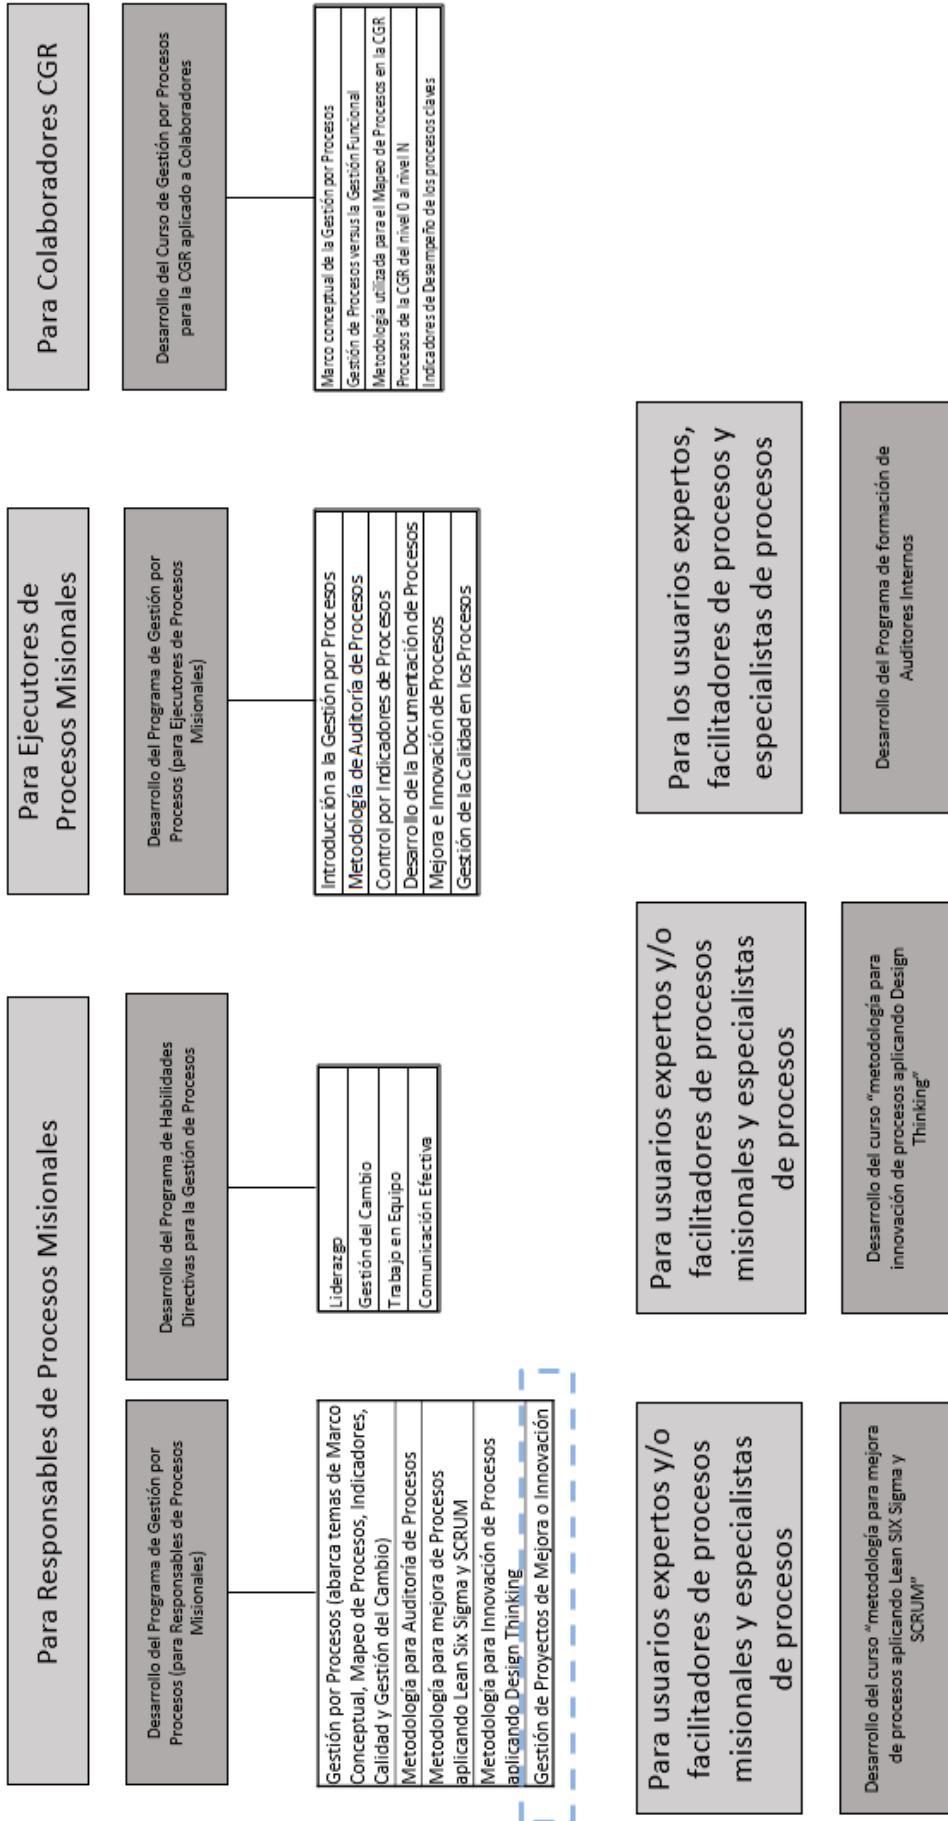 Para Responsables de Procesos Misionales
Desarrollo del Programa de Gestión por
Procesos (para Responsables de Procesos
Misionales)
Gestión por Procesos (abarca temas de Marco
Conceptual, Mapeo de Procesos, Indicadores,
Calidad y Gestión del Cambio)
Metodología para Auditoría de Procesos
Metodología para mejora de Procesos
aplicando Lean Six Sigma y SCRUM
Metodología para Innovación de Procesos
aplicando Design Thinking
Gestión de Proyectos de Mejora o Innovación
Desarrollo del Programa de Habilidades
Directivas para la Gestión de Procesos
Liderazgo
Gestión del Cambio
Trabajo en Equipo
Comunicación Efectiva
Para Ejecutores de
Procesos Misionales
Desarrollo del Programa de Gestión por
Procesos (para Ejecutores de Procesos
Misionales)
Introducción a la Gestión por Procesos
Metodología de Auditoría de Procesos
Control por Indicadores de Procesos
Desarrollo de la Documentación de Procesos
Mejora e Innovación de Procesos
Gestión de la Calidad en los Procesos
Para Colaboradores CGR
Desarrollo del Curso de Gestión por Procesos
para la CGR aplicado a Colaboradores
Marco conceptual de la Gestión por Procesos
Gestión de Procesos versus la Gestión Funcional
Metodología utilizada para el Mapeo de Procesos en la CGR
Procesos de la CGR del nivel 0 al nivel N
Indicadores de Desempeño de los procesos claves
Para usuarios expertos y/o
facilitadores de procesos
misionales y especialistas
de procesos
Desarrollo del curso "metodología para mejora
de procesos aplicando Lean SIX Sigma y
SCRUM"
Para usuarios expertos y/o
facilitadores de procesos
misionales y especialistas
de procesos
Desarrollo del curso "metodología para
innovación de procesos aplicando Design
Thinking"
Para los usuarios expertos,
facilitadores de procesos y
especialistas de procesos
Desarrollo del Programa de formación de
Auditores Internos